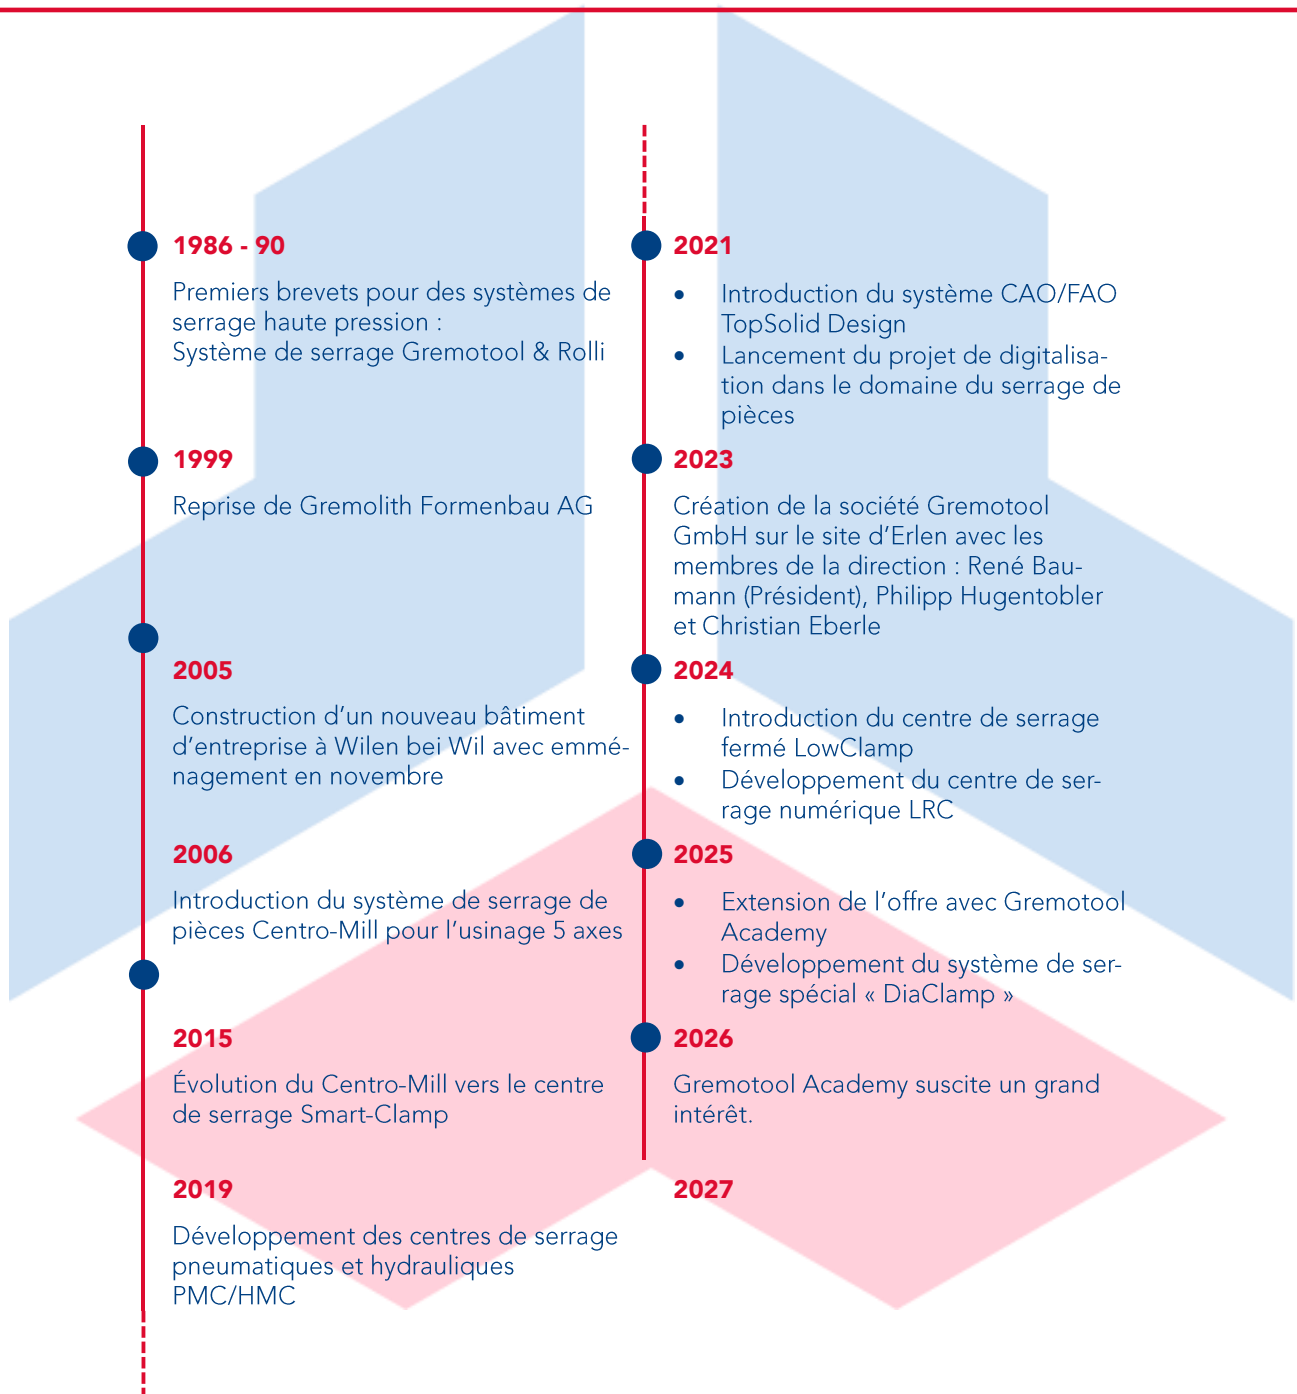 1986 - 90
Premiers brevets pour des systèmes de
serrage haute pression :
Système de serrage Gremotool & Rolli
1999
Reprise de Gremolith Formenbau AG
2005
Construction d’un nouveau bâtiment
d’entreprise à Wilen bei Wil avec emmé-
nagement en novembre
2006
Introduction du système de serrage de
pièces Centro-Mill pour l’usinage 5 axes
2015
Évolution du Centro-Mill vers le centre
de serrage Smart-Clamp
2019
Développement des centres de serrage
pneumatiques et hydrauliques
PMC/HMC
2021
• Introduction du système CAO/FAO
TopSolid Design
• Lancement du projet de digitalisa-
tion dans le domaine du serrage de
pièces
2023
Création de la société Gremotool
GmbH sur le site d’Erlen avec les
membres de la direction : René Bau-
mann (Président), Philipp Hugentobler
et Christian Eberle
2024
• Introduction du centre de serrage
fermé LowClamp
• Développement du centre de ser-
rage numérique LRC
2025
• Extension de l’offre avec Gremotool
Academy
• Développement du système de ser-
rage spécial « DiaClamp »
2026
Gremotool Academy suscite un grand
intérêt.
2027